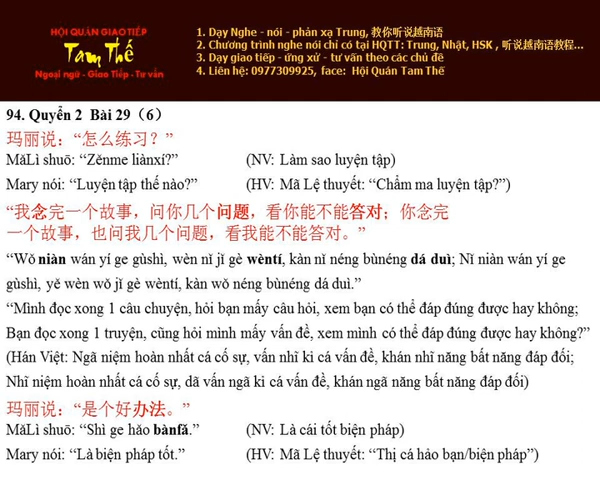 HỘI QUÁN GIAO TIẾP
Tam Thế
Ngoại ngữ - Giao Tiếp - Tư vấn
1. Dạy Nghe - nói - phản xạ Trung, 教你听说越南语
2. Chương trình nghe nói chỉ có tại HQTT: Trung, Nhật, HSK , 听说越南语教程...
3. Dạy giao tiếp - ứng xử - tư vấn theo các chủ đề
4. Liên hệ: 0977309925, face: Hội Quán Tam Thế
94. Quyển 2 Bài 29（6）
玛丽说：“怎么练习？”
MǎLì shuō: “Zěnme liànxí?” (NV: Làm sao luyện tập)
Mary nói: “Luyện tập thế nào?” (HV: Mã Lệ thuyết: “Chẩm ma luyện tập?”)
“我念完一个故事，问你几个问题，看你能不能答对；你念完
一个故事，也问我几个问题，看我能不能答对。”
“Wǒ niàn wán yí ge gùshì, wèn nǐ jǐ gè wèntí, kàn nǐ néng bùnéng dá duì; Nǐ niàn wán yí ge
gùshì, yě wèn wǒ jǐ gè wèntí, kàn wǒ néng bùnéng dá duì.”
“Mình đọc xong 1 câu chuyện, hỏi bạn mấy câu hỏi, xem bạn có thể đáp đúng được hay không;
Bạn đọc xong 1 truyện, cũng hỏi mình mấy vấn đề, xem mình có thể đáp đúng được hay không?”
(Hán Việt: Ngã niệm hoàn nhất cá cố sự, vấn nhĩ kỉ cá vấn đề, khán nhĩ năng bất năng đáp đối;
Nhĩ niệm hoàn nhất cá cố sự, dã vấn ngã kỉ cá vấn đề, khán ngã năng bất năng đáp đối)
玛丽说：“是个好办法。”
MǎLì shuō: “Shì ge hǎo bànfǎ.” (NV: Là cái tốt biện pháp)
Mary nói: “Là biện pháp tốt.” (HV: Mã Lệ thuyết: “Thị cá hảo bạn/biện pháp”)